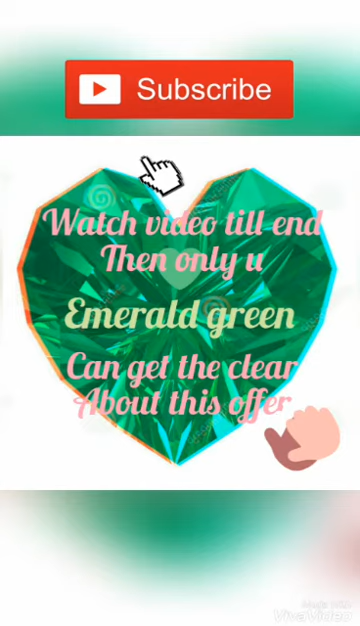 Subscribe
Watch video till end
Then only u
Emerald green
Can get the clear
About this offer
VivaVideo